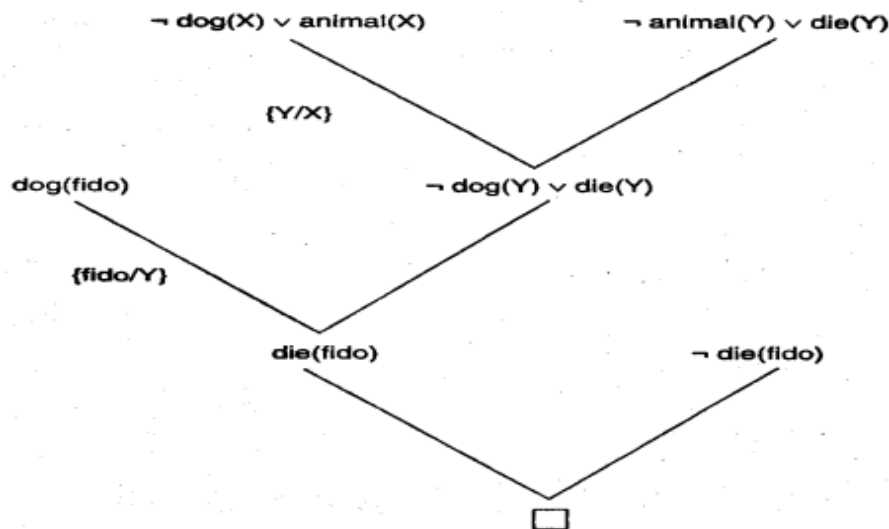 ¬ dog(X) ∨ animal(X) ¬ animal(Y) ∨ die(Y)
{Y/X}
dog(fido) ¬ dog(Y) ∨ die(Y)
{fido/Y}
die(fido) ¬ die(fido)